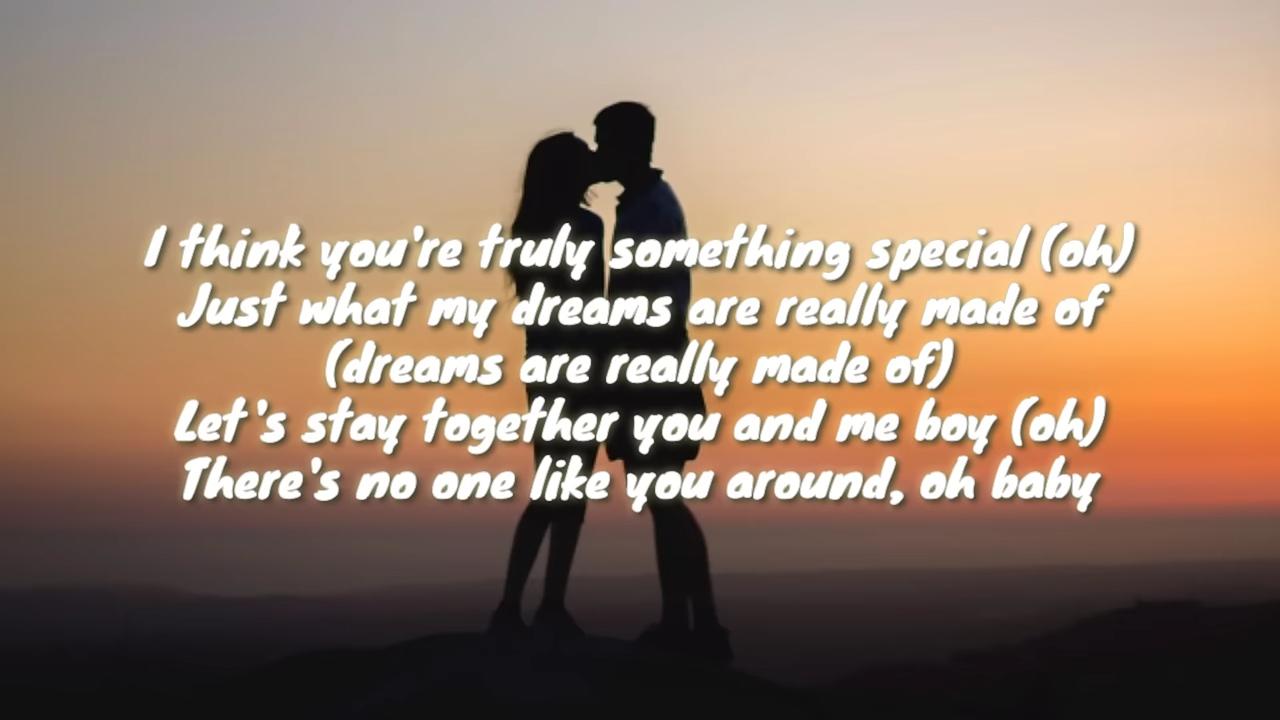 I think you're truly something special (oh)
Just what my dreams are really made of
(dreams are really made of)
Let's stay together you and me boy (oh)
There's no one like you around, oh baby